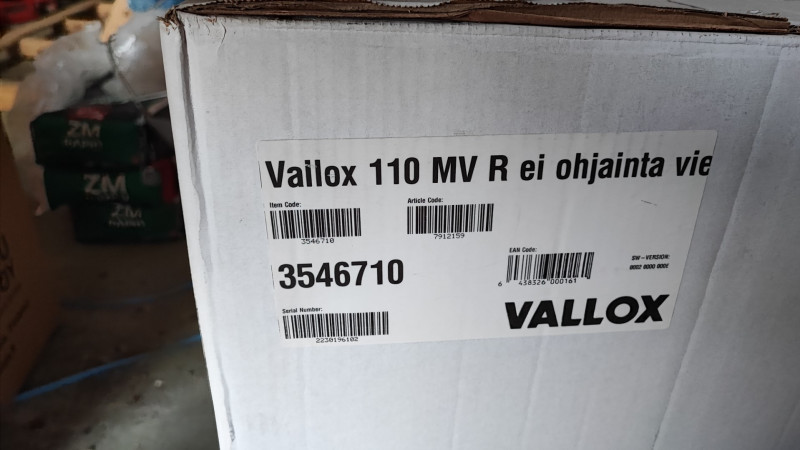 Vallox 110 MV R ei ohjainta vie
Item Code:
3546710
Article Code:
7912159
3546710
EAN Code:
6 438326 000161
SW-VERSION:
Serial Number:
2230196102
VALLOX
ZM
ZM
ZM